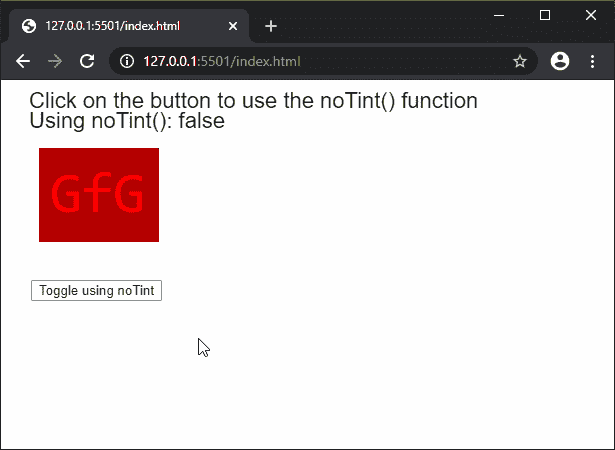 127.0.0.1:5501/index.html
127.0.0.1:5501/index.html
Click on the button to use the noTint() function
Using noTint(): false
GfG
Toggle using noTint